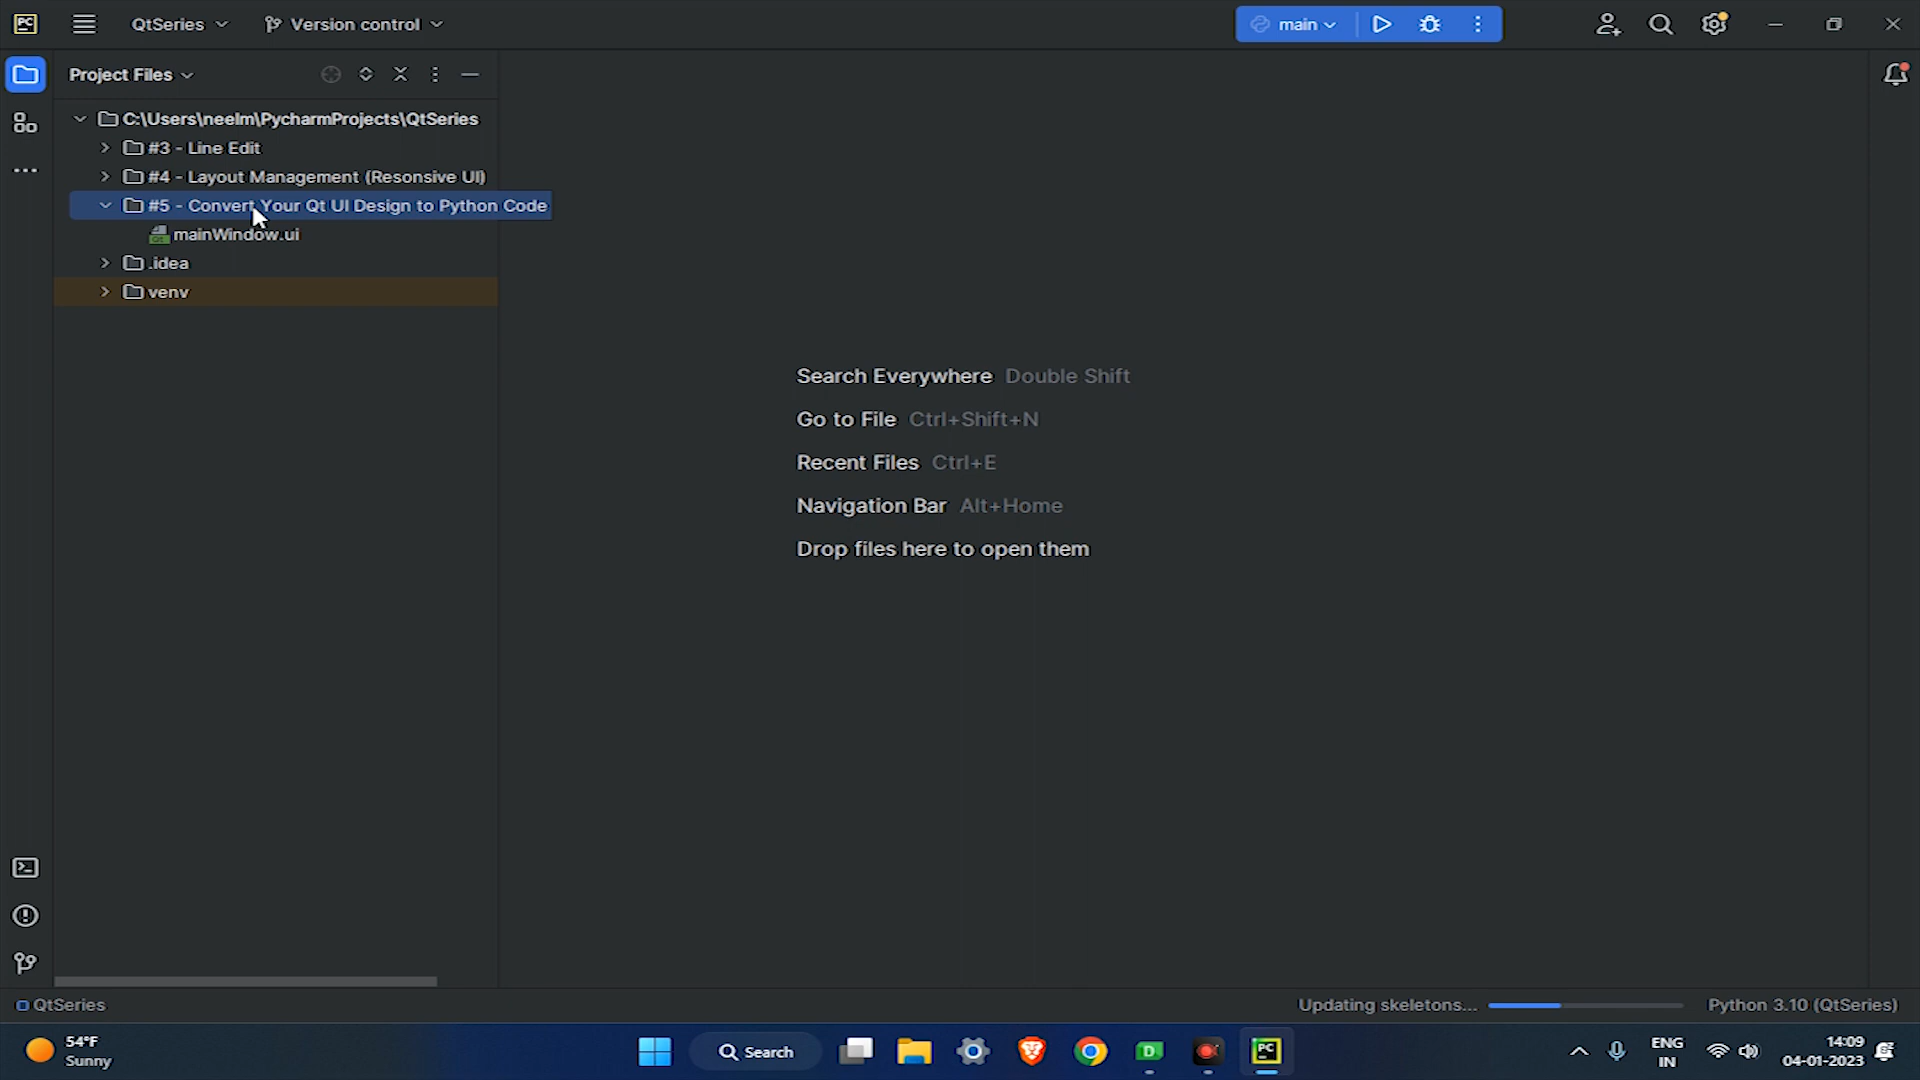 PC
QtSeries
Version control
main
Project Files
C:\Users\neelm\PycharmProjects\QtSeries
#3 - Line Edit
#4 - Layout Management (Resonsive UI)
#5 - Convert Your Qt UI Design to Python Code
Qt
mainWindow.ui
.idea
venv
Search Everywhere Double Shift
Go to File Ctrl+Shift+N
Recent Files Ctrl+E
Navigation Bar Alt+Home
Drop files here to open them
QtSeries
Updating skeletons...
Python 3.10 (QtSeries)
54°F
Sunny
Search
D
PC
ENG
IN
14:09
04-01-2023